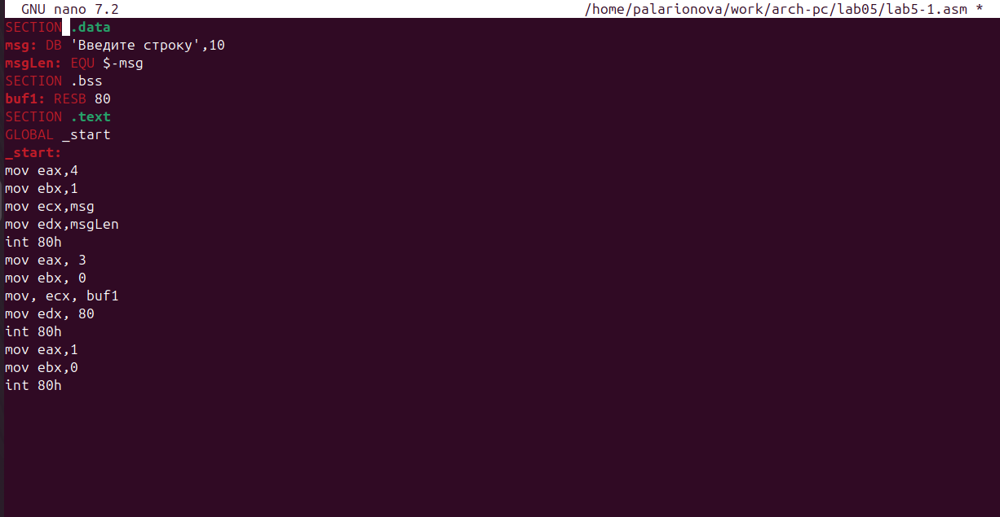 GNU nano 7.2 /home/palarionova/work/arch-pc/lab05/lab5-1.asm *
SECTION .data
msg: DB 'Введите строку',10
msgLen: EQU $-msg
SECTION .bss
buf1: RESB 80
SECTION .text
GLOBAL _start
_start:
mov eax,4
mov ebx,1
mov ecx,msg
mov edx,msgLen
int 80h
mov eax, 3
mov ebx, 0
mov, ecx, buf1
mov edx, 80
int 80h
mov eax,1
mov ebx,0
int 80h